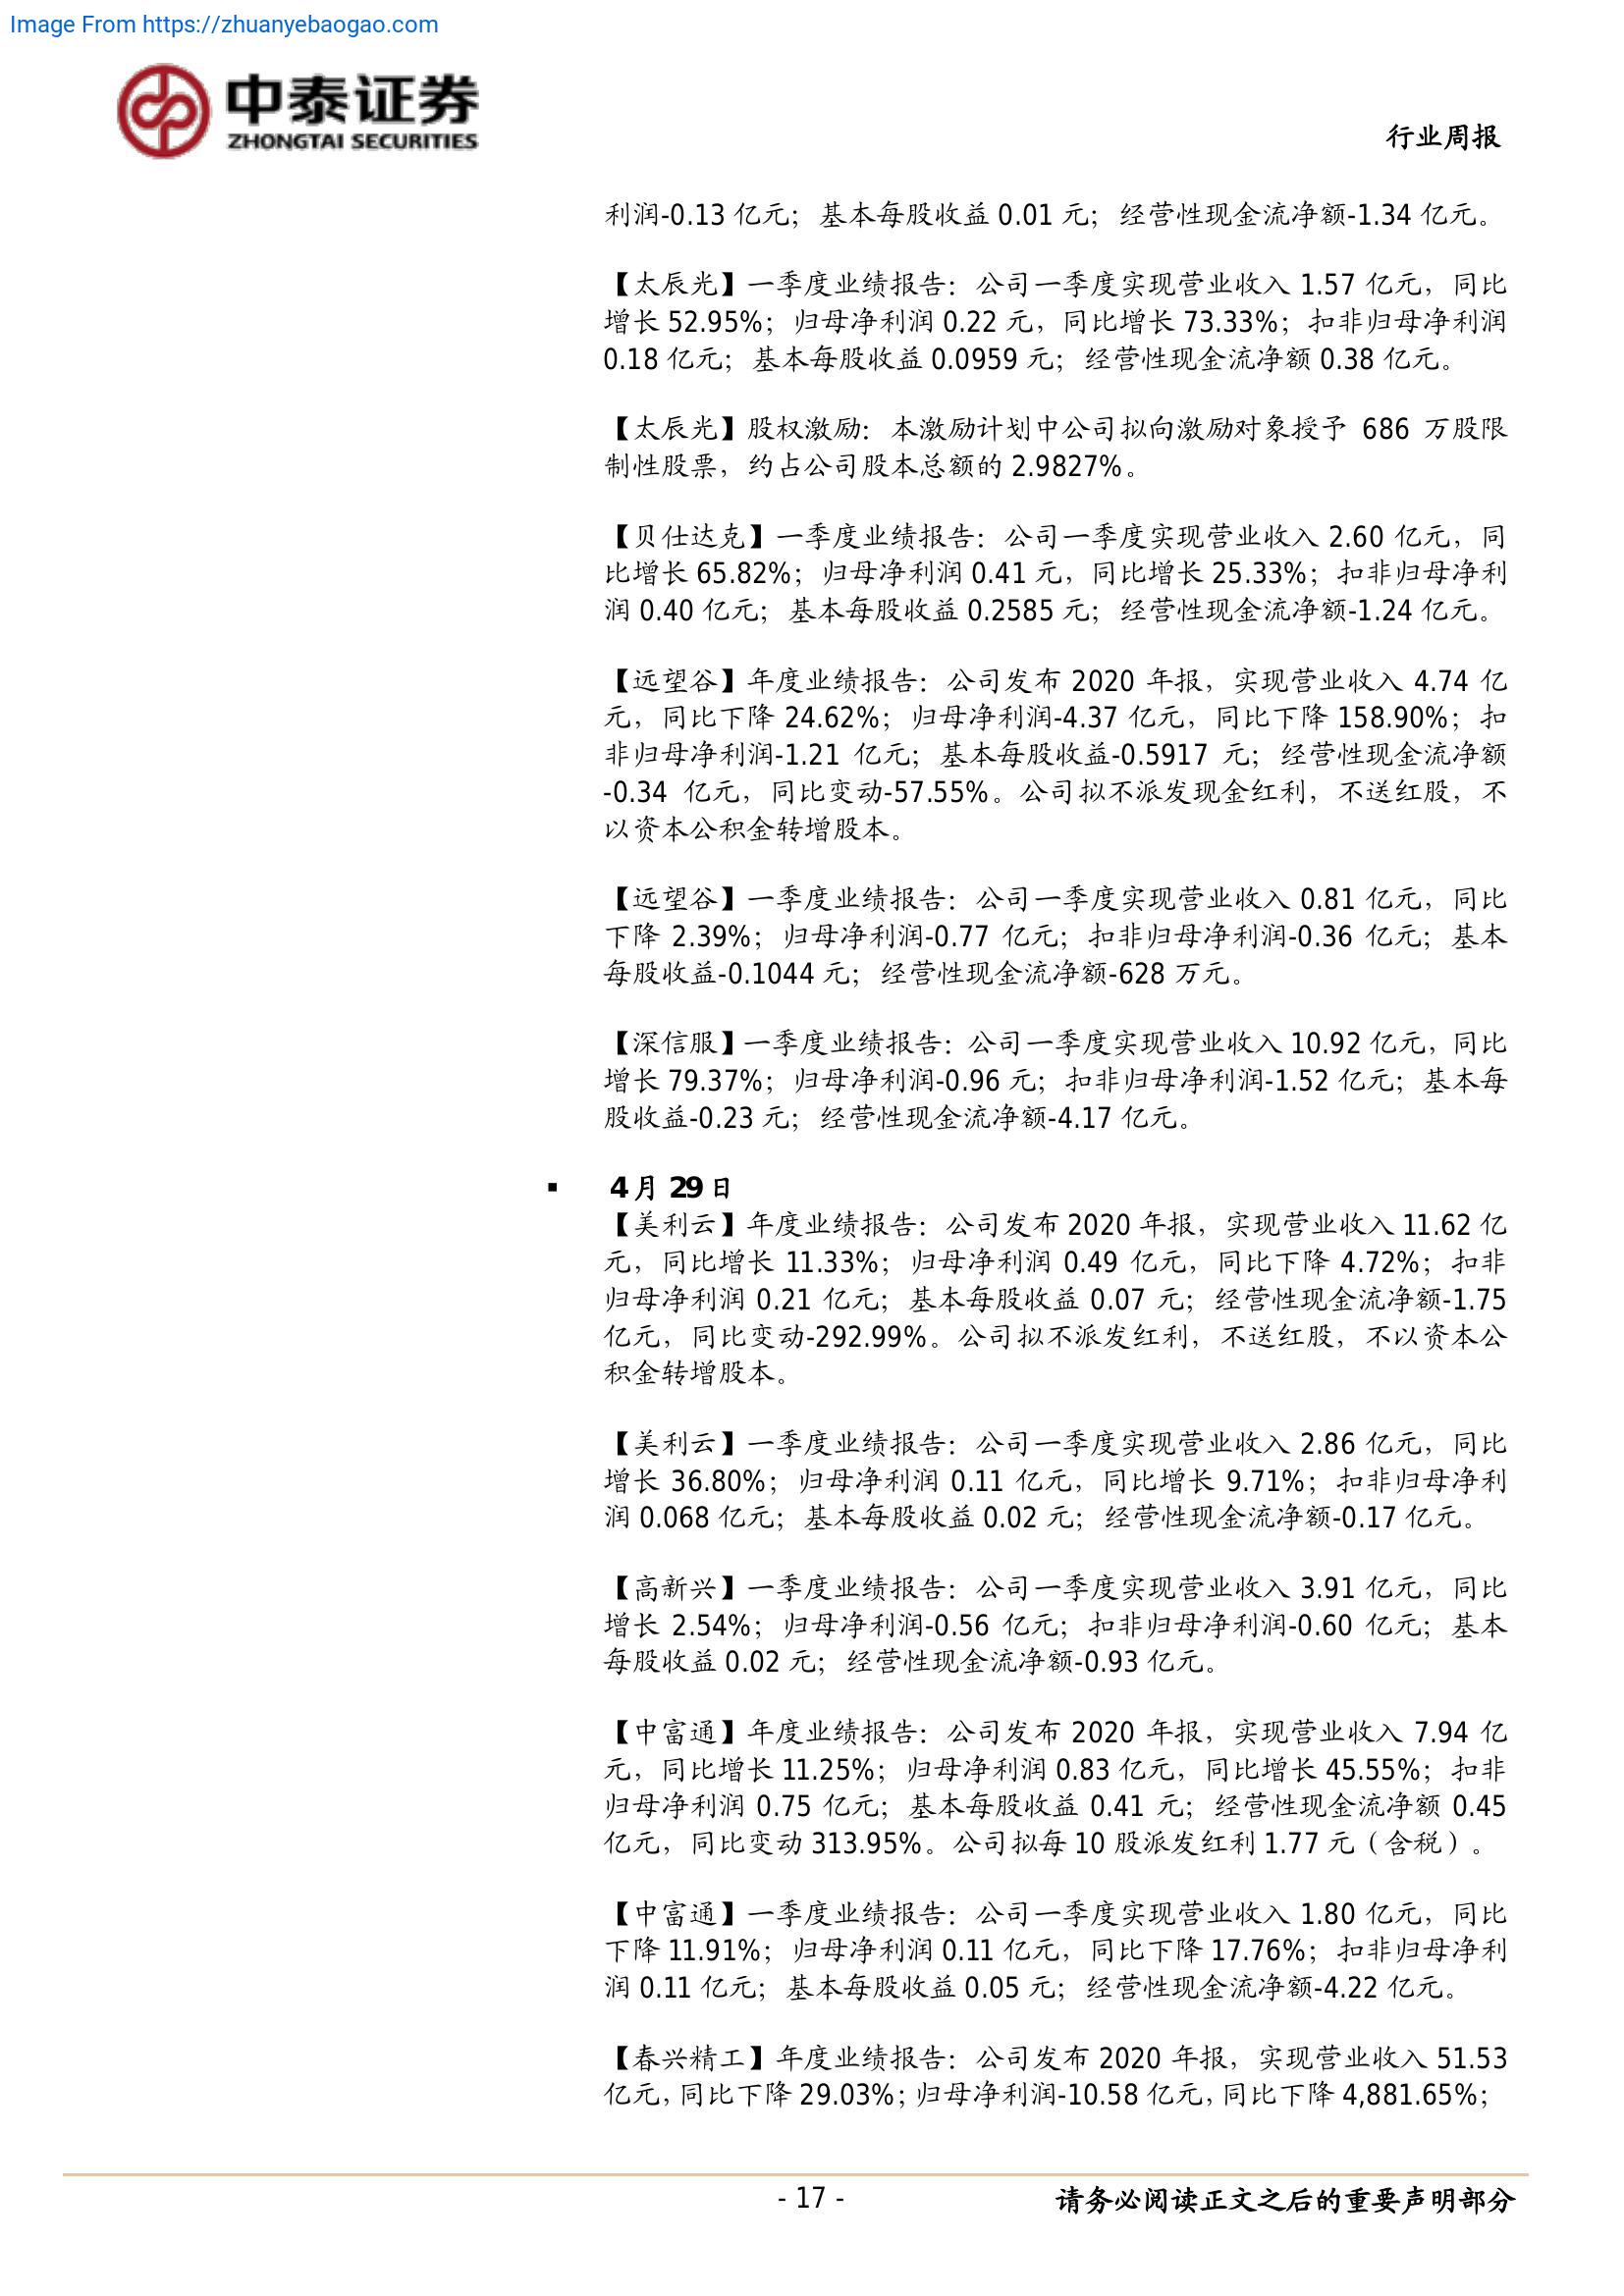 Image From https://zhuanyebaogao.com
中泰证券
ZHONGTAI SECURITIES
行业周报
利润-0.13 亿元；基本每股收益 0.01 元；经营性现金流净额-1.34 亿元。
【太辰光】一季度业绩报告：公司一季度实现营业收入 1.57 亿元，同比
增长 52.95%；归母净利润 0.22 元，同比增长 73.33%；扣非归母净利润
0.18 亿元；基本每股收益 0.0959 元；经营性现金流净额 0.38 亿元。
【太辰光】股权激励：本激励计划中公司拟向激励对象授予 686 万股限
制性股票，约占公司股本总额的 2.9827%。
【贝仕达克】一季度业绩报告：公司一季度实现营业收入 2.60 亿元，同
比增长 65.82%；归母净利润 0.41 元，同比增长 25.33%；扣非归母净利
润 0.40 亿元；基本每股收益 0.2585 元；经营性现金流净额-1.24 亿元。
【远望谷】年度业绩报告：公司发布 2020 年报，实现营业收入 4.74 亿
元，同比下降 24.62%；归母净利润-4.37 亿元，同比下降 158.90%；扣
非归母净利润-1.21 亿元；基本每股收益-0.5917 元；经营性现金流净额
-0.34 亿元，同比变动-57.55%。公司拟不派发现金红利，不送红股，不
以资本公积金转增股本。
【远望谷】一季度业绩报告：公司一季度实现营业收入 0.81 亿元，同比
下降 2.39%；归母净利润-0.77 亿元；扣非归母净利润-0.36 亿元；基本
每股收益-0.1044 元；经营性现金流净额-628 万元。
【深信服】一季度业绩报告：公司一季度实现营业收入 10.92 亿元，同比
增长 79.37%；归母净利润-0.96 元；扣非归母净利润-1.52 亿元；基本每
股收益-0.23 元；经营性现金流净额-4.17 亿元。
▪ 4 月 29 日
【美利云】年度业绩报告：公司发布 2020 年报，实现营业收入 11.62 亿
元，同比增长 11.33%；归母净利润 0.49 亿元，同比下降 4.72%；扣非
归母净利润 0.21 亿元；基本每股收益 0.07 元；经营性现金流净额-1.75
亿元，同比变动-292.99%。公司拟不派发红利，不送红股，不以资本公
积金转增股本。
【美利云】一季度业绩报告：公司一季度实现营业收入 2.86 亿元，同比
增长 36.80%；归母净利润 0.11 亿元，同比增长 9.71%；扣非归母净利
润 0.068 亿元；基本每股收益 0.02 元；经营性现金流净额-0.17 亿元。
【高新兴】一季度业绩报告：公司一季度实现营业收入 3.91 亿元，同比
增长 2.54%；归母净利润-0.56 亿元；扣非归母净利润-0.60 亿元；基本
每股收益 0.02 元；经营性现金流净额-0.93 亿元。
【中富通】年度业绩报告：公司发布 2020 年报，实现营业收入 7.94 亿
元，同比增长 11.25%；归母净利润 0.83 亿元，同比增长 45.55%；扣非
归母净利润 0.75 亿元；基本每股收益 0.41 元；经营性现金流净额 0.45
亿元，同比变动 313.95%。公司拟每 10 股派发红利 1.77 元（含税）。
【中富通】一季度业绩报告：公司一季度实现营业收入 1.80 亿元，同比
下降 11.91%；归母净利润 0.11 亿元，同比下降 17.76%；扣非归母净利
润 0.11 亿元；基本每股收益 0.05 元；经营性现金流净额-4.22 亿元。
【春兴精工】年度业绩报告：公司发布 2020 年报，实现营业收入 51.53
亿元，同比下降 29.03%；归母净利润-10.58 亿元，同比下降 4,881.65%；
- 17 -
请务必阅读正文之后的重要声明部分